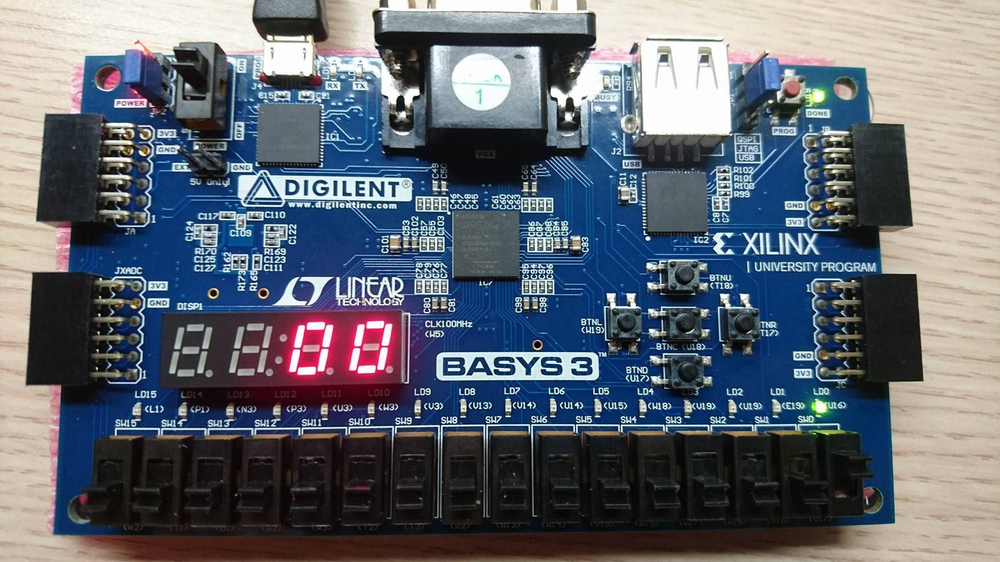 ON
PROG
RX
TX
LD
1
R94
BUSY
DONE
POWER
JP2
J4
C15
C21
OFF
PROG
1
JB
3V3
GND
POWER
IC1
VGA
J2
USB
QSPI
JTAG
USB
EXT
GND
5V Only!
DIGILENT®
www.digilentinc.com
C49
C50
C65
C64
C11
C12
R102
R101
R100
R99
C8
C7
GND
3V3
1
JA
C46
C47
C48
C45
C61
C60
C62
C63
C117
C110
C109
C124
C122
R170
C125
C127
R162
R173
R165
R169
C123
C111
C101
C53
C102
C57
C55
C103
C86
C87
C88
C84
C85
C83
IC2
XILINX
UNIVERSITY PROGRAM
JXADC
3V3
GND
1
C78
C79
C76
C77
TAIWAN
IC7
C95
C94
C97
C96
LINEAR
TECHNOLOGY
C80
C81
C99
C98
BTNU
(T18)
1
DISP1
00
CLK100MHz
(W5)
BTNL
(W19)
BTNC (U18)
BTNR
T17)
BTND
(U17)
BASYS 3™
GND
3V3
JC
LD15 LD14 LD13 LD12 LD11 LD10 LD9 LD8 LD7 LD6 LD5 LD4 LD3 LD2 LD1 LD0
(L1) (P1) (N3) (P3) (U3) (W3) (V3) (V13) (V14) (U14) (U15) (W18) (V19) (U19) (E19) (U16)
SW15 SW14 SW13 SW12 SW11 SW10 SW9 SW8 SW7 SW6 SW5 SW4 SW3 SW2 SW1 SW0